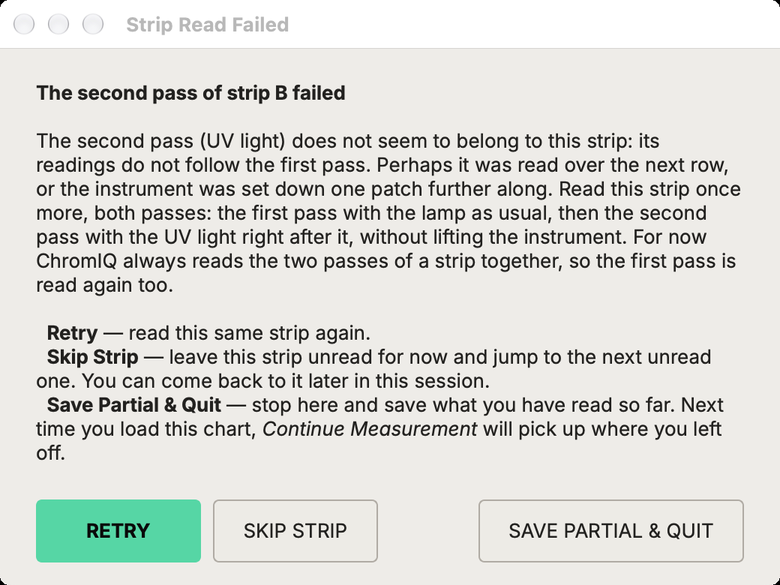 Strip Read Failed
The second pass of strip B failed
The second pass (UV light) does not seem to belong to this strip: its
readings do not follow the first pass. Perhaps it was read over the next row,
or the instrument was set down one patch further along. Read this strip once
more, both passes: the first pass with the lamp as usual, then the second
pass with the UV light right after it, without lifting the instrument. For now
ChromIQ always reads the two passes of a strip together, so the first pass is
read again too.
Retry — read this same strip again.
Skip Strip — leave this strip unread for now and jump to the next unread
one. You can come back to it later in this session.
Save Partial & Quit — stop here and save what you have read so far. Next
time you load this chart, Continue Measurement will pick up where you left
off.
RETRY SKIP STRIP SAVE PARTIAL & QUIT